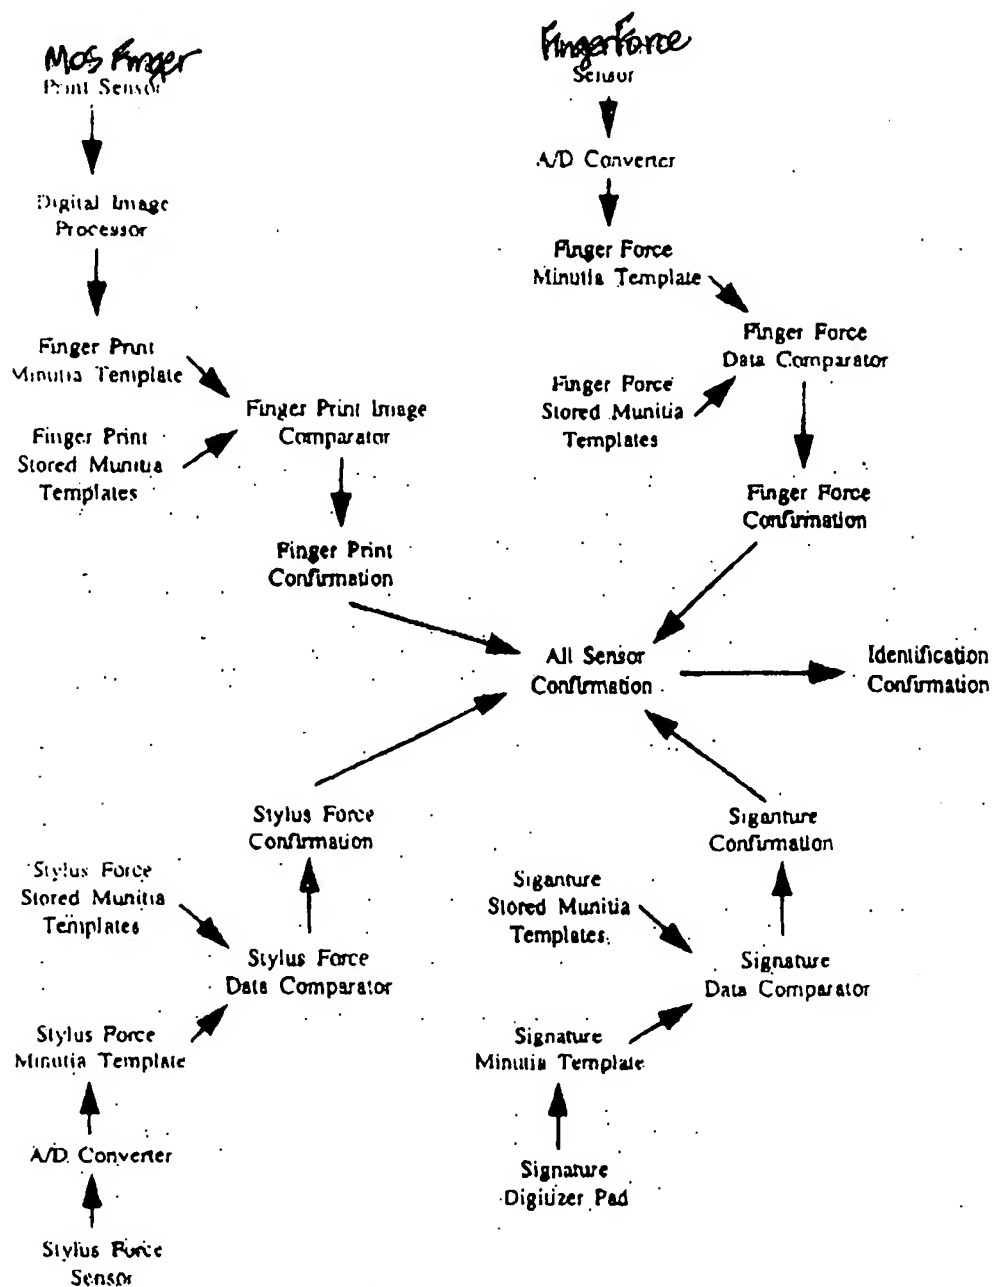 MOS Finger
Print Sensor
Digital Image
Processor
Finger Print
Minutia Template
Finger Print
Stored Munitia
Templates
Finger Print Image
Comparator
Finger Print
Confirmation
Finger Force
Sensor
A/D Converter
Finger Force
Minutia Template
Finger Force
Stored Munitia
Templates
Finger Force
Data Comparator
Finger Force
Confirmation
All Sensor
Confirmation
Identification
Confirmation
Stylus Force
Confirmation
Stylus Force
Stored Munitia
Templates
Stylus Force
Data Comparator
Stylus Force
Minutia Template
A/D Converter
Stylus Force
Sensor
Siganture
Confirmation
Siganture
Stored Munitia
Templates
Signature
Data Comparator
Signature
Minutia Template
Signature
Digitizer Pad